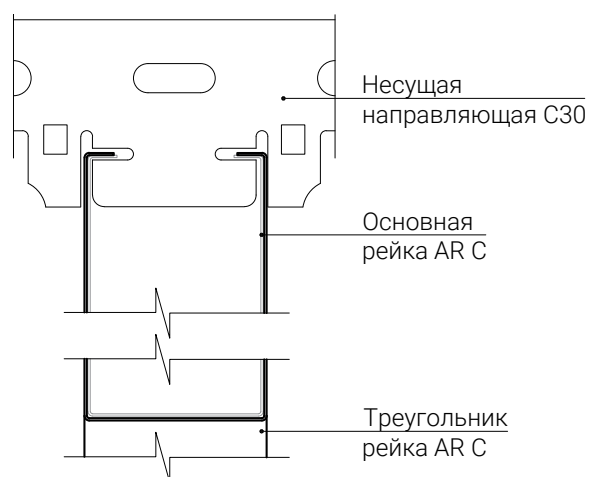 Несущая
направляющая С30
Основная
рейка AR C
Треугольник
рейка AR C